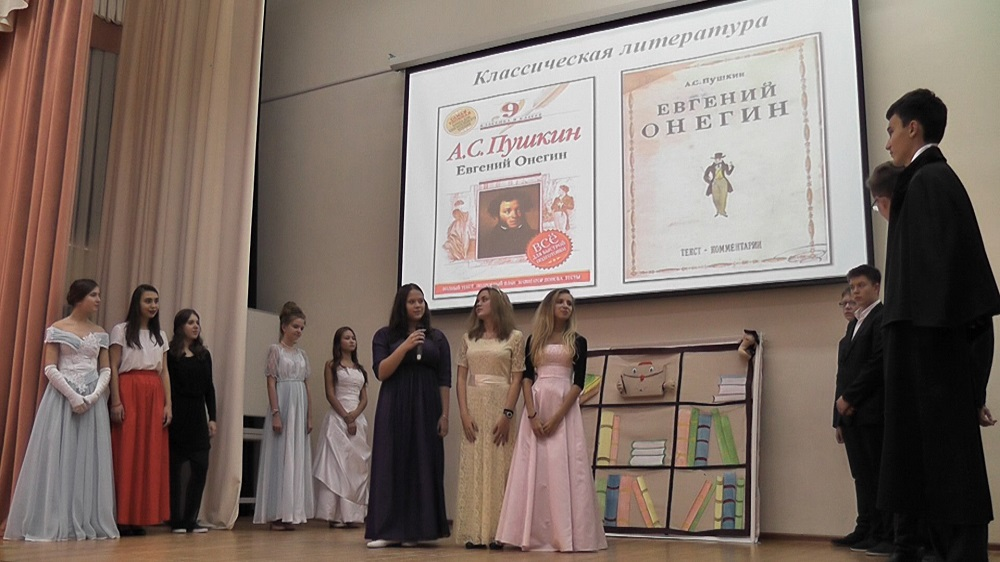 Классическая литература
9
А.С.Пушкин
Евгений Онегин
ВСЁ
А.С.Пушкин
ЕВГЕНИЙ
ОНЕГИН
ТЕКСТ - КОММЕНТАРИИ